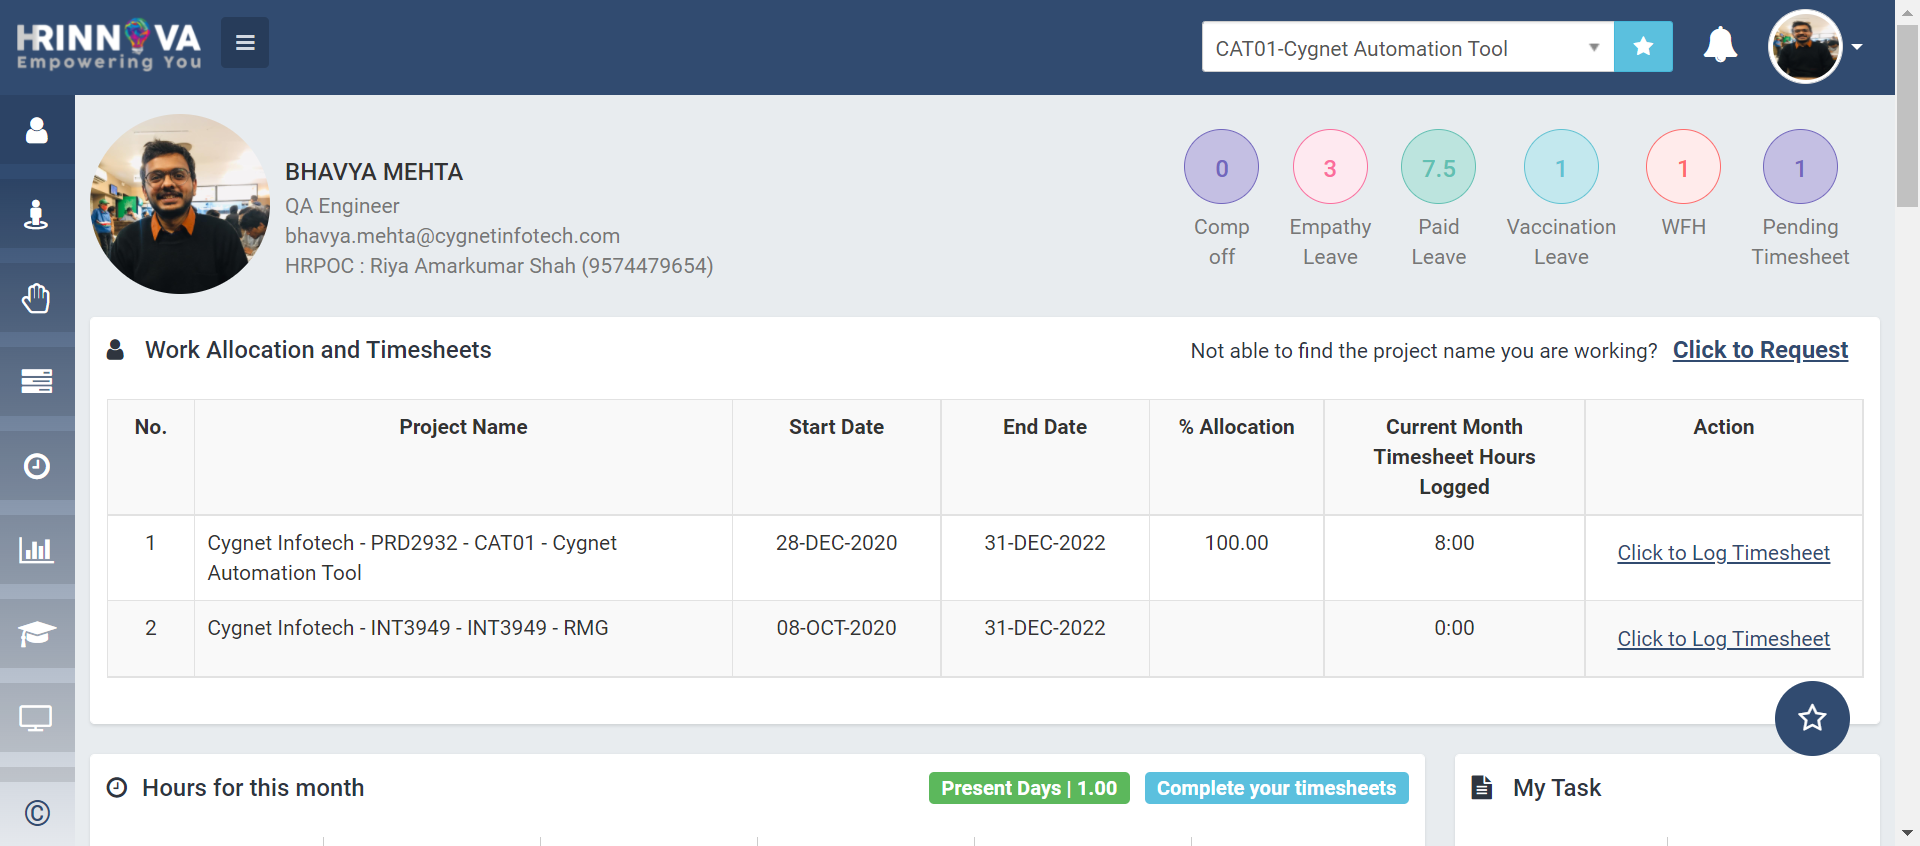 HRINNOVA
Empowering You
CAT01-Cygnet Automation Tool
BHAVYA MEHTA
QA Engineer
bhavya.mehta@cygnetinfotech.com
HRPOC : Riya Amarkumar Shah (9574479654)
0
Comp
off
3
Empathy
Leave
7.5
Paid
Leave
1
Vaccination
Leave
1
WFH
1
Pending
Timesheet
Work Allocation and Timesheets
Not able to find the project name you are working? Click to Request
No. Project Name Start Date End Date % Allocation Current Month Action
Timesheet Hours
Logged
1 Cygnet Infotech - PRD2932 - CAT01 - Cygnet 28-DEC-2020 31-DEC-2022 100.00 8:00 Click to Log Timesheet
Automation Tool
2 Cygnet Infotech - INT3949 - INT3949 - RMG 08-OCT-2020 31-DEC-2022 0:00 Click to Log Timesheet
Hours for this month
Present Days | 1.00
Complete your timesheets
My Task
©